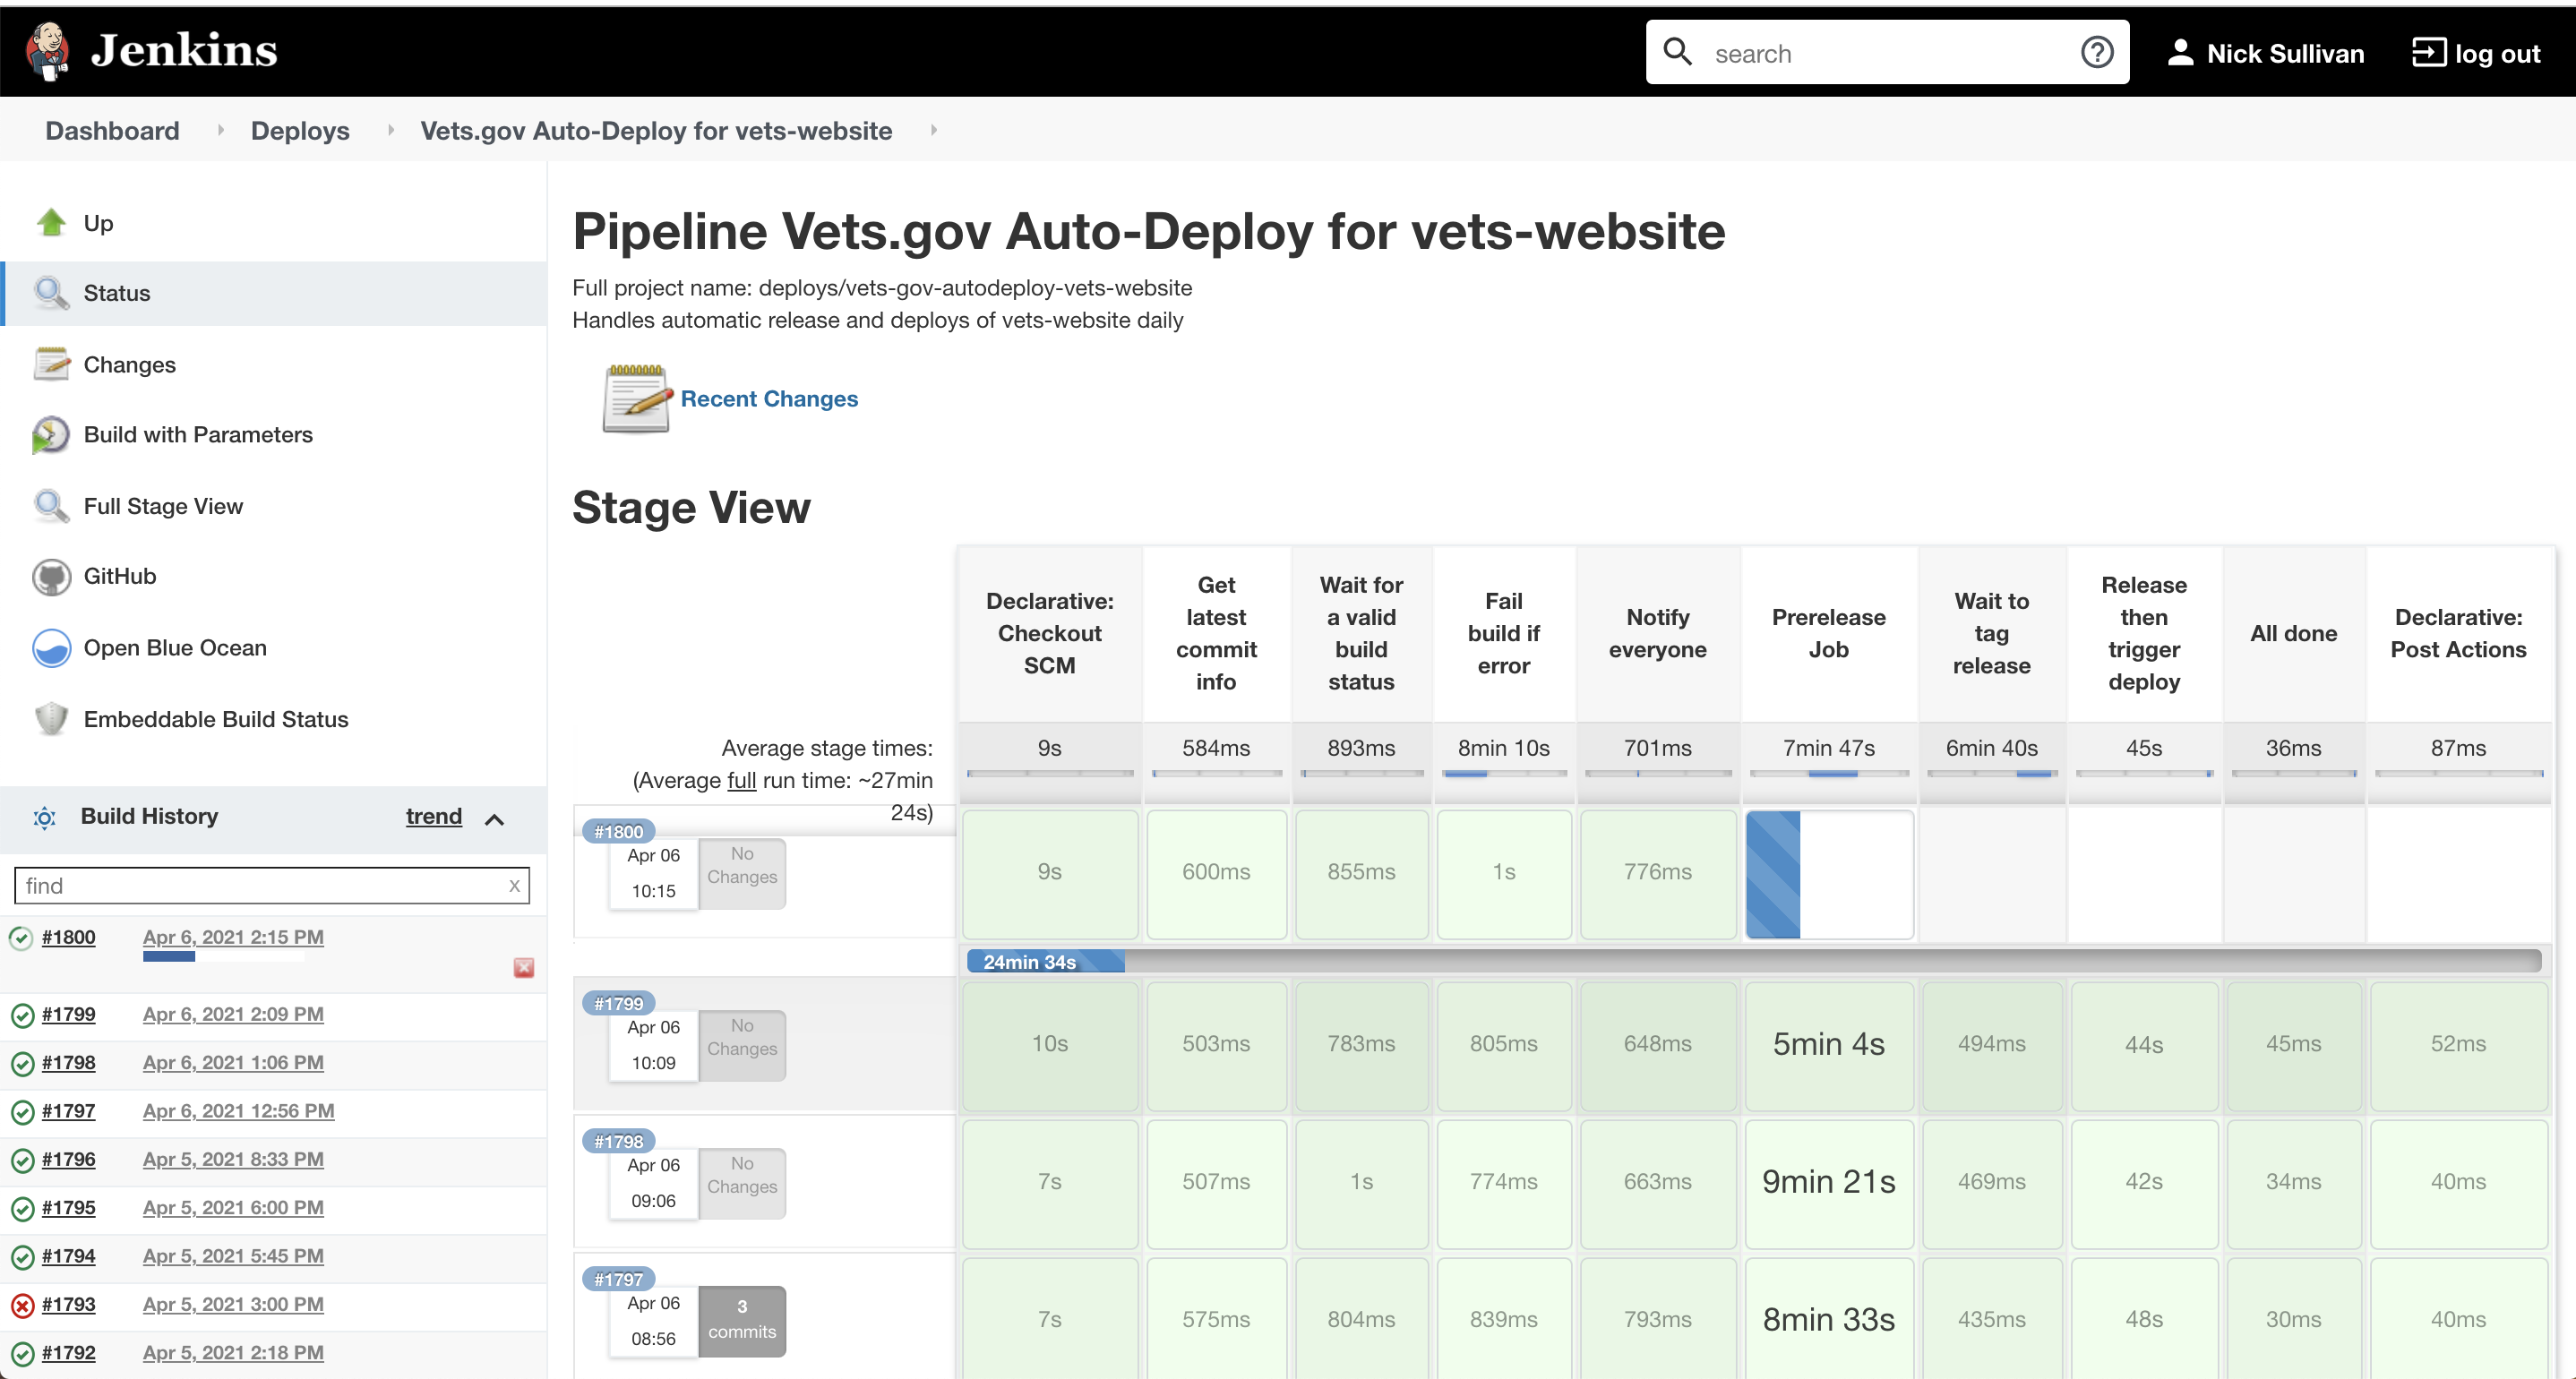 Jenkins
search
Nick Sullivan
log out
Dashboard
Deploys
Vets.gov Auto-Deploy for vets-website
Up
Status
Changes
Build with Parameters
Full Stage View
GitHub
Open Blue Ocean
Embeddable Build Status
Build History
trend
find
x
#1800
Apr 6, 2021 2:15 PM
#1799
Apr 6, 2021 2:09 PM
#1798
Apr 6, 2021 1:06 PM
#1797
Apr 6, 2021 12:56 PM
#1796
Apr 5, 2021 8:33 PM
#1795
Apr 5, 2021 6:00 PM
#1794
Apr 5, 2021 5:45 PM
#1793
Apr 5, 2021 3:00 PM
#1792
Apr 5, 2021 2:18 PM
Pipeline Vets.gov Auto-Deploy for vets-website
Full project name: deploys/vets-gov-autodeploy-vets-website
Handles automatic release and deploys of vets-website daily
Recent Changes
Stage View
Declarative:
Checkout
SCM
Get
latest
commit
info
Wait for
a valid
build
status
Fail
build if
error
Notify
everyone
Prerelease
Job
Wait to
tag
release
Release
then
trigger
deploy
All done
Declarative:
Post Actions
Average stage times:
(Average full run time: ~27min
24s)
9s
584ms
893ms
8min 10s
701ms
7min 47s
6min 40s
45s
36ms
87ms
#1800
Apr 06
10:15
No
Changes
9s
600ms
855ms
1s
776ms
24min 34s
#1799
Apr 06
10:09
No
Changes
10s
503ms
783ms
805ms
648ms
5min 4s
494ms
44s
45ms
52ms
#1798
Apr 06
09:06
No
Changes
7s
507ms
1s
774ms
663ms
9min 21s
469ms
42s
34ms
40ms
#1797
Apr 06
08:56
3
commits
7s
575ms
804ms
839ms
793ms
8min 33s
435ms
48s
30ms
40ms